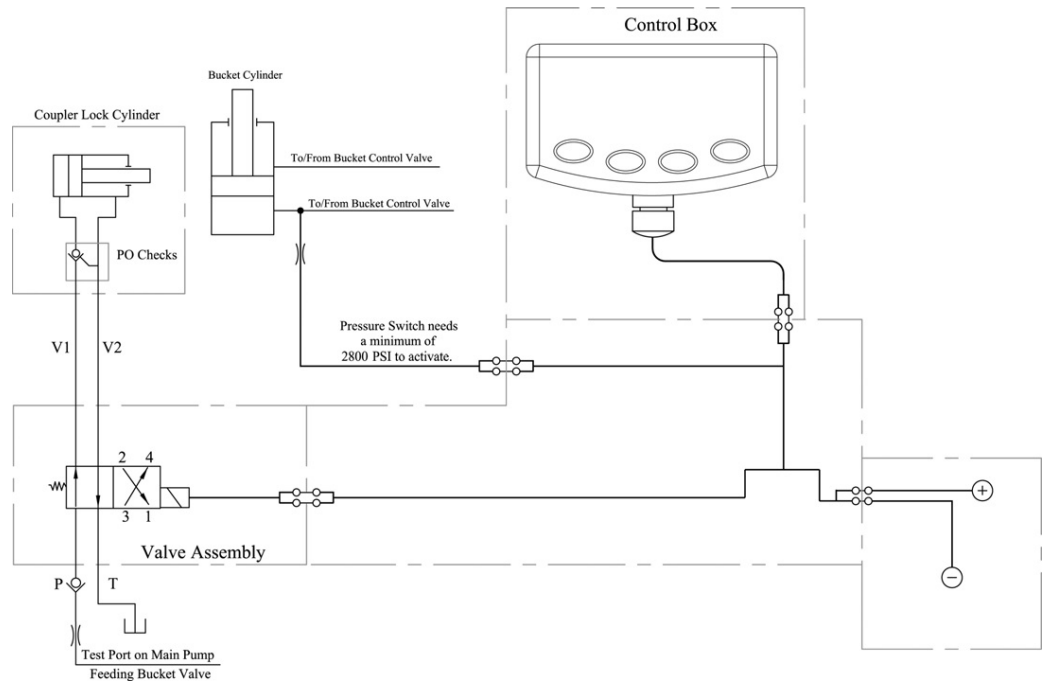 Control Box
Bucket Cylinder
Coupler Lock Cylinder
To/From Bucket Control Valve
To/From Bucket Control Valve
PO Checks
Pressure Switch needs
a minimum of
2800 PSI to activate.
V1 V2
2 4
3 1
Valve Assembly
+
−
P T
Test Port on Main Pump
Feeding Bucket Valve